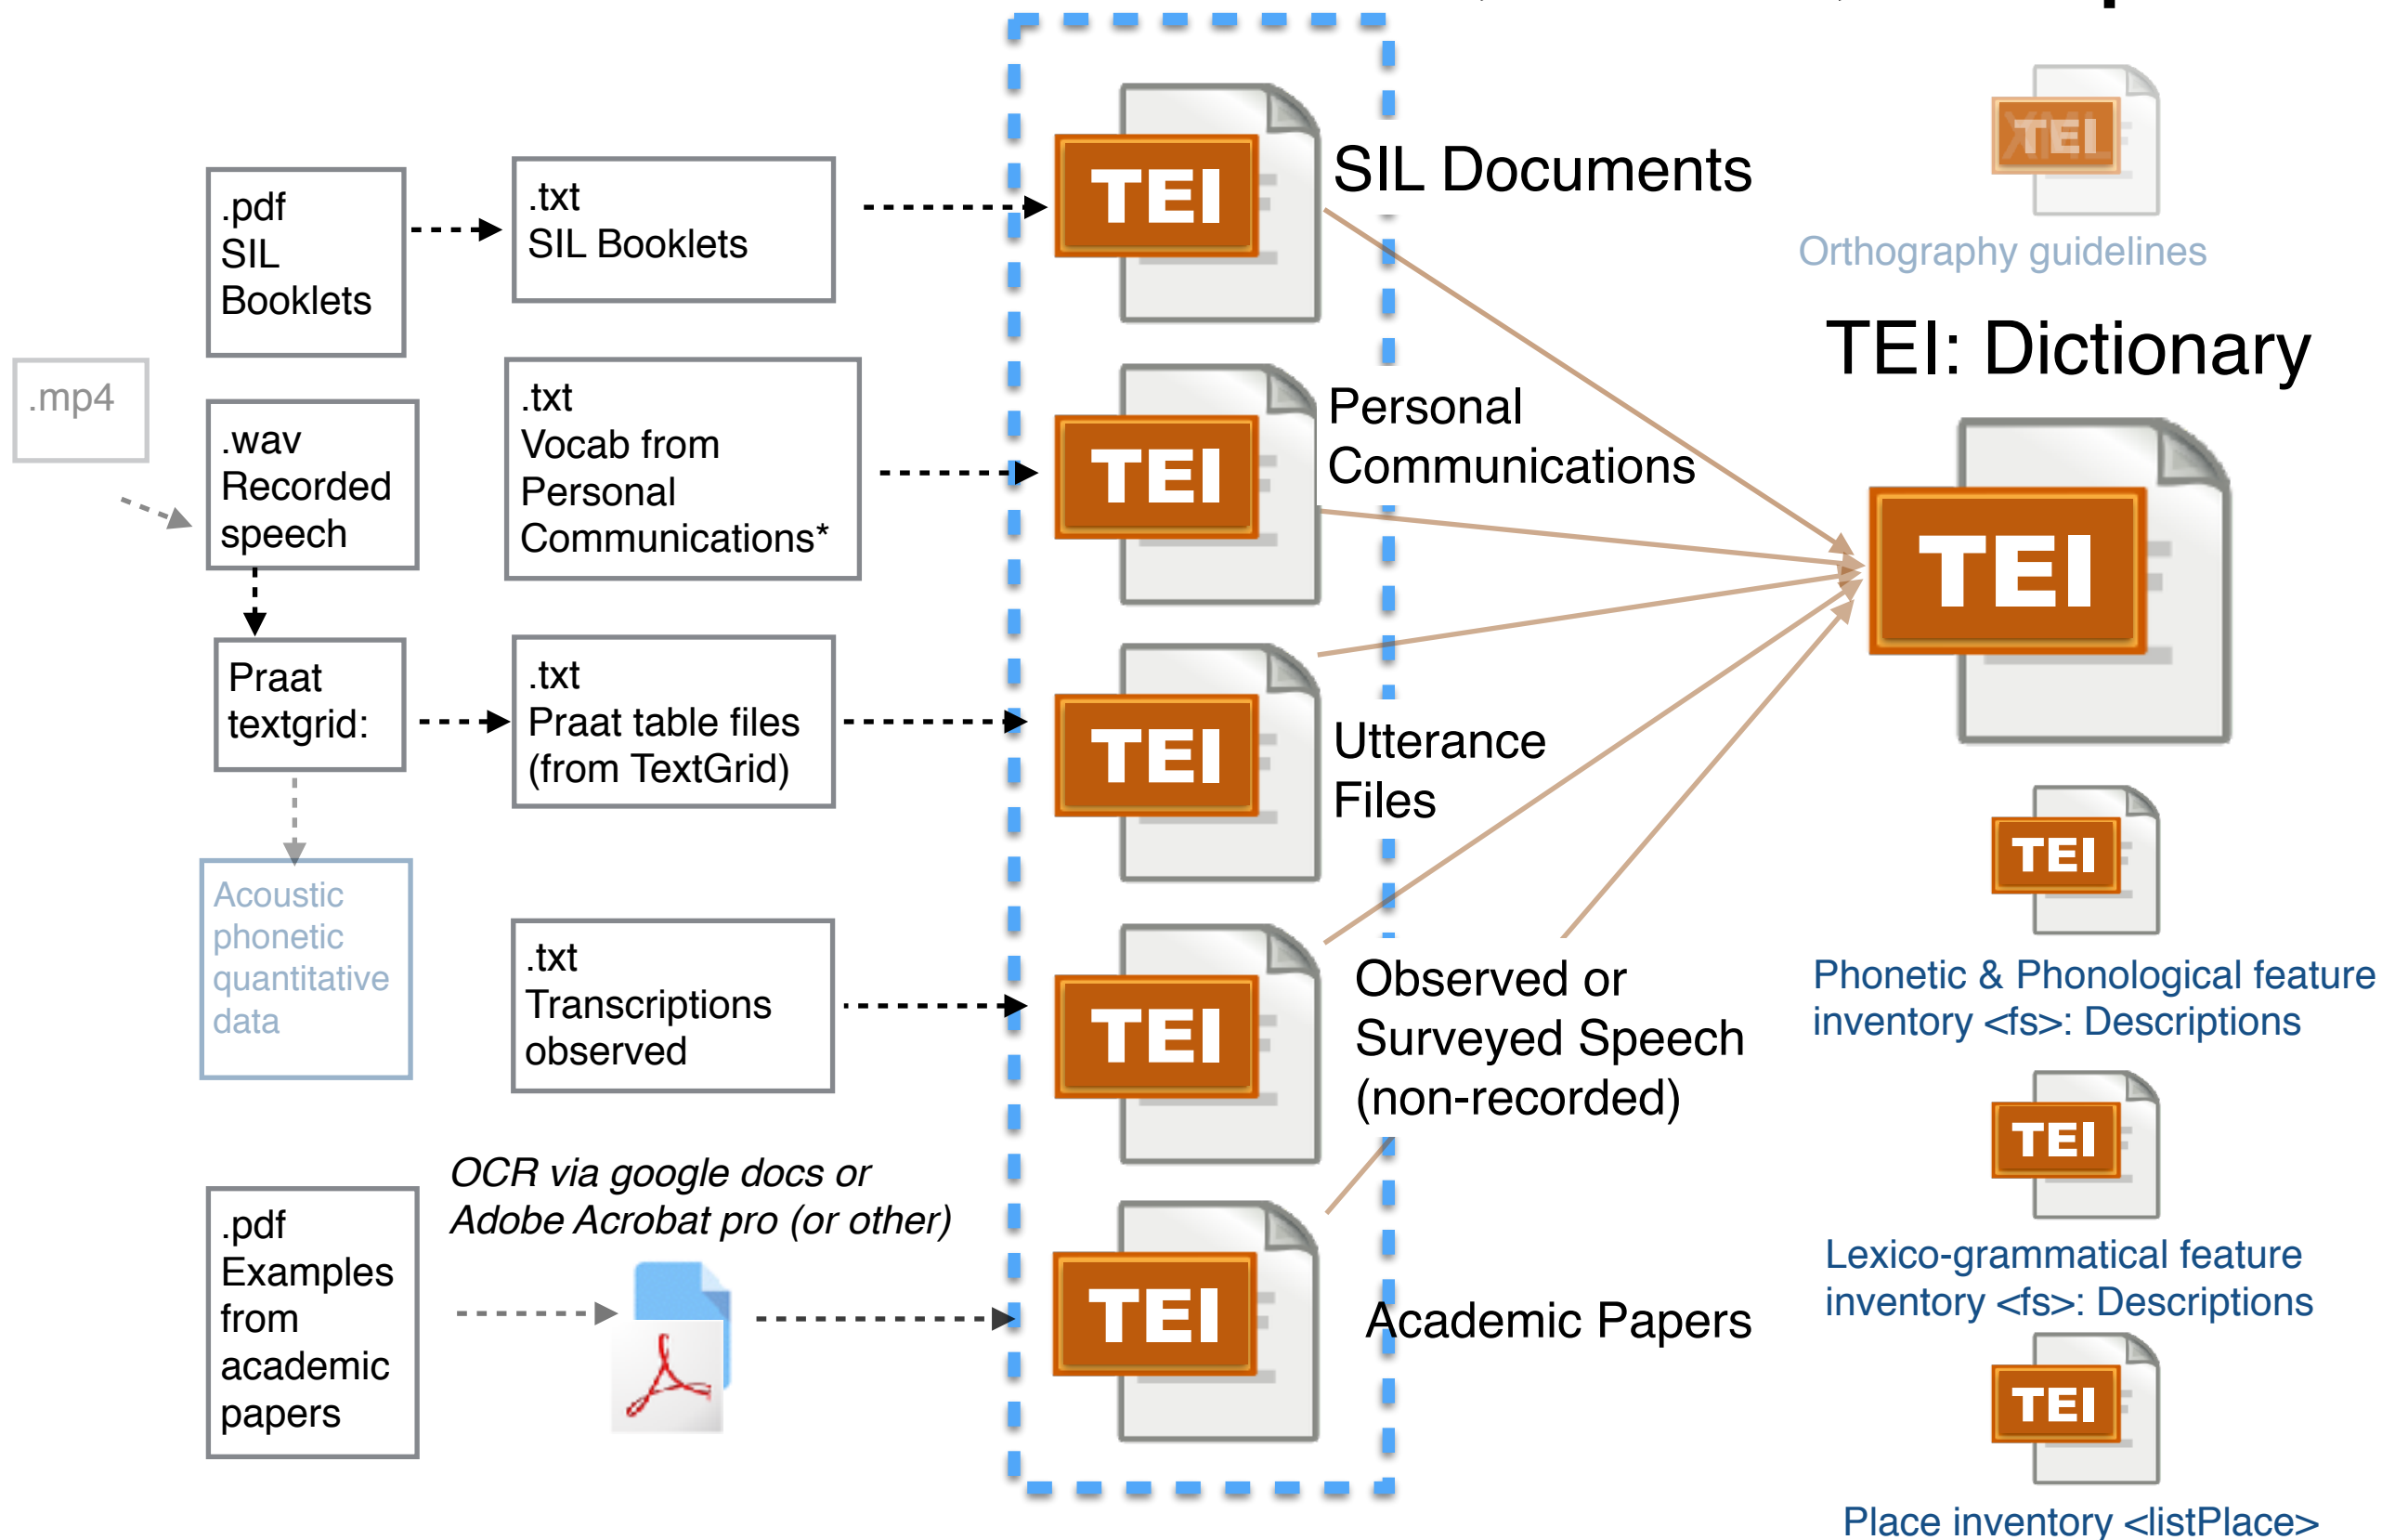 .pdf
SIL
Booklets
.txt
SIL Booklets
TEI
SIL Documents
TEI
Orthography guidelines
.mp4
.wav
Recorded
speech
.txt
Vocab from
Personal
Communications*
TEI
Personal
Communications
TEI: Dictionary
TEI
Praat
textgrid:
.txt
Praat table files
(from TextGrid)
TEI
Utterance
Files
TEI
Phonetic & Phonological feature
inventory <fs>: Descriptions
Acoustic
phonetic
quantitative
data
.txt
Transcriptions
observed
TEI
Observed or
Surveyed Speech
(non-recorded)
TEI
Lexico-grammatical feature
inventory <fs>: Descriptions
.pdf
Examples
from
academic
papers
OCR via google docs or
Adobe Acrobat pro (or other)
TEI
Academic Papers
TEI
Place inventory <listPlace>